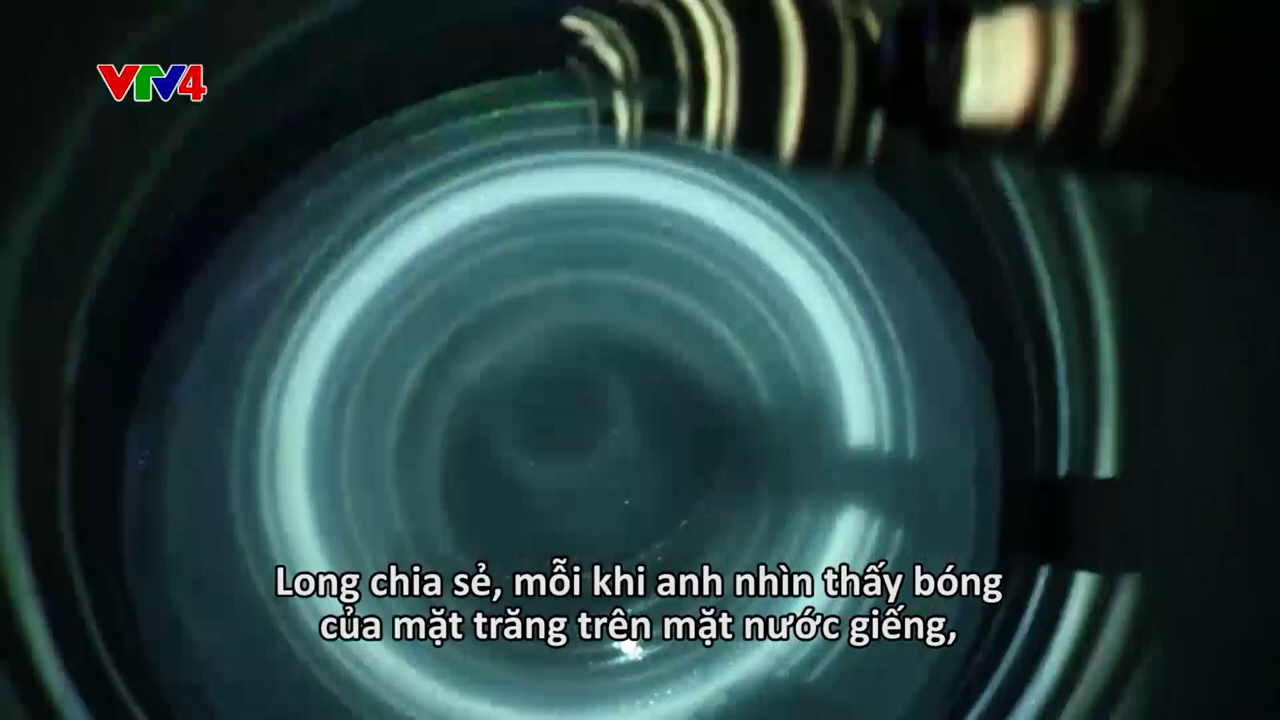 VTV4
Long chia sẻ, mỗi khi anh nhìn thấy bóng
của mặt trăng trên mặt nước giếng,